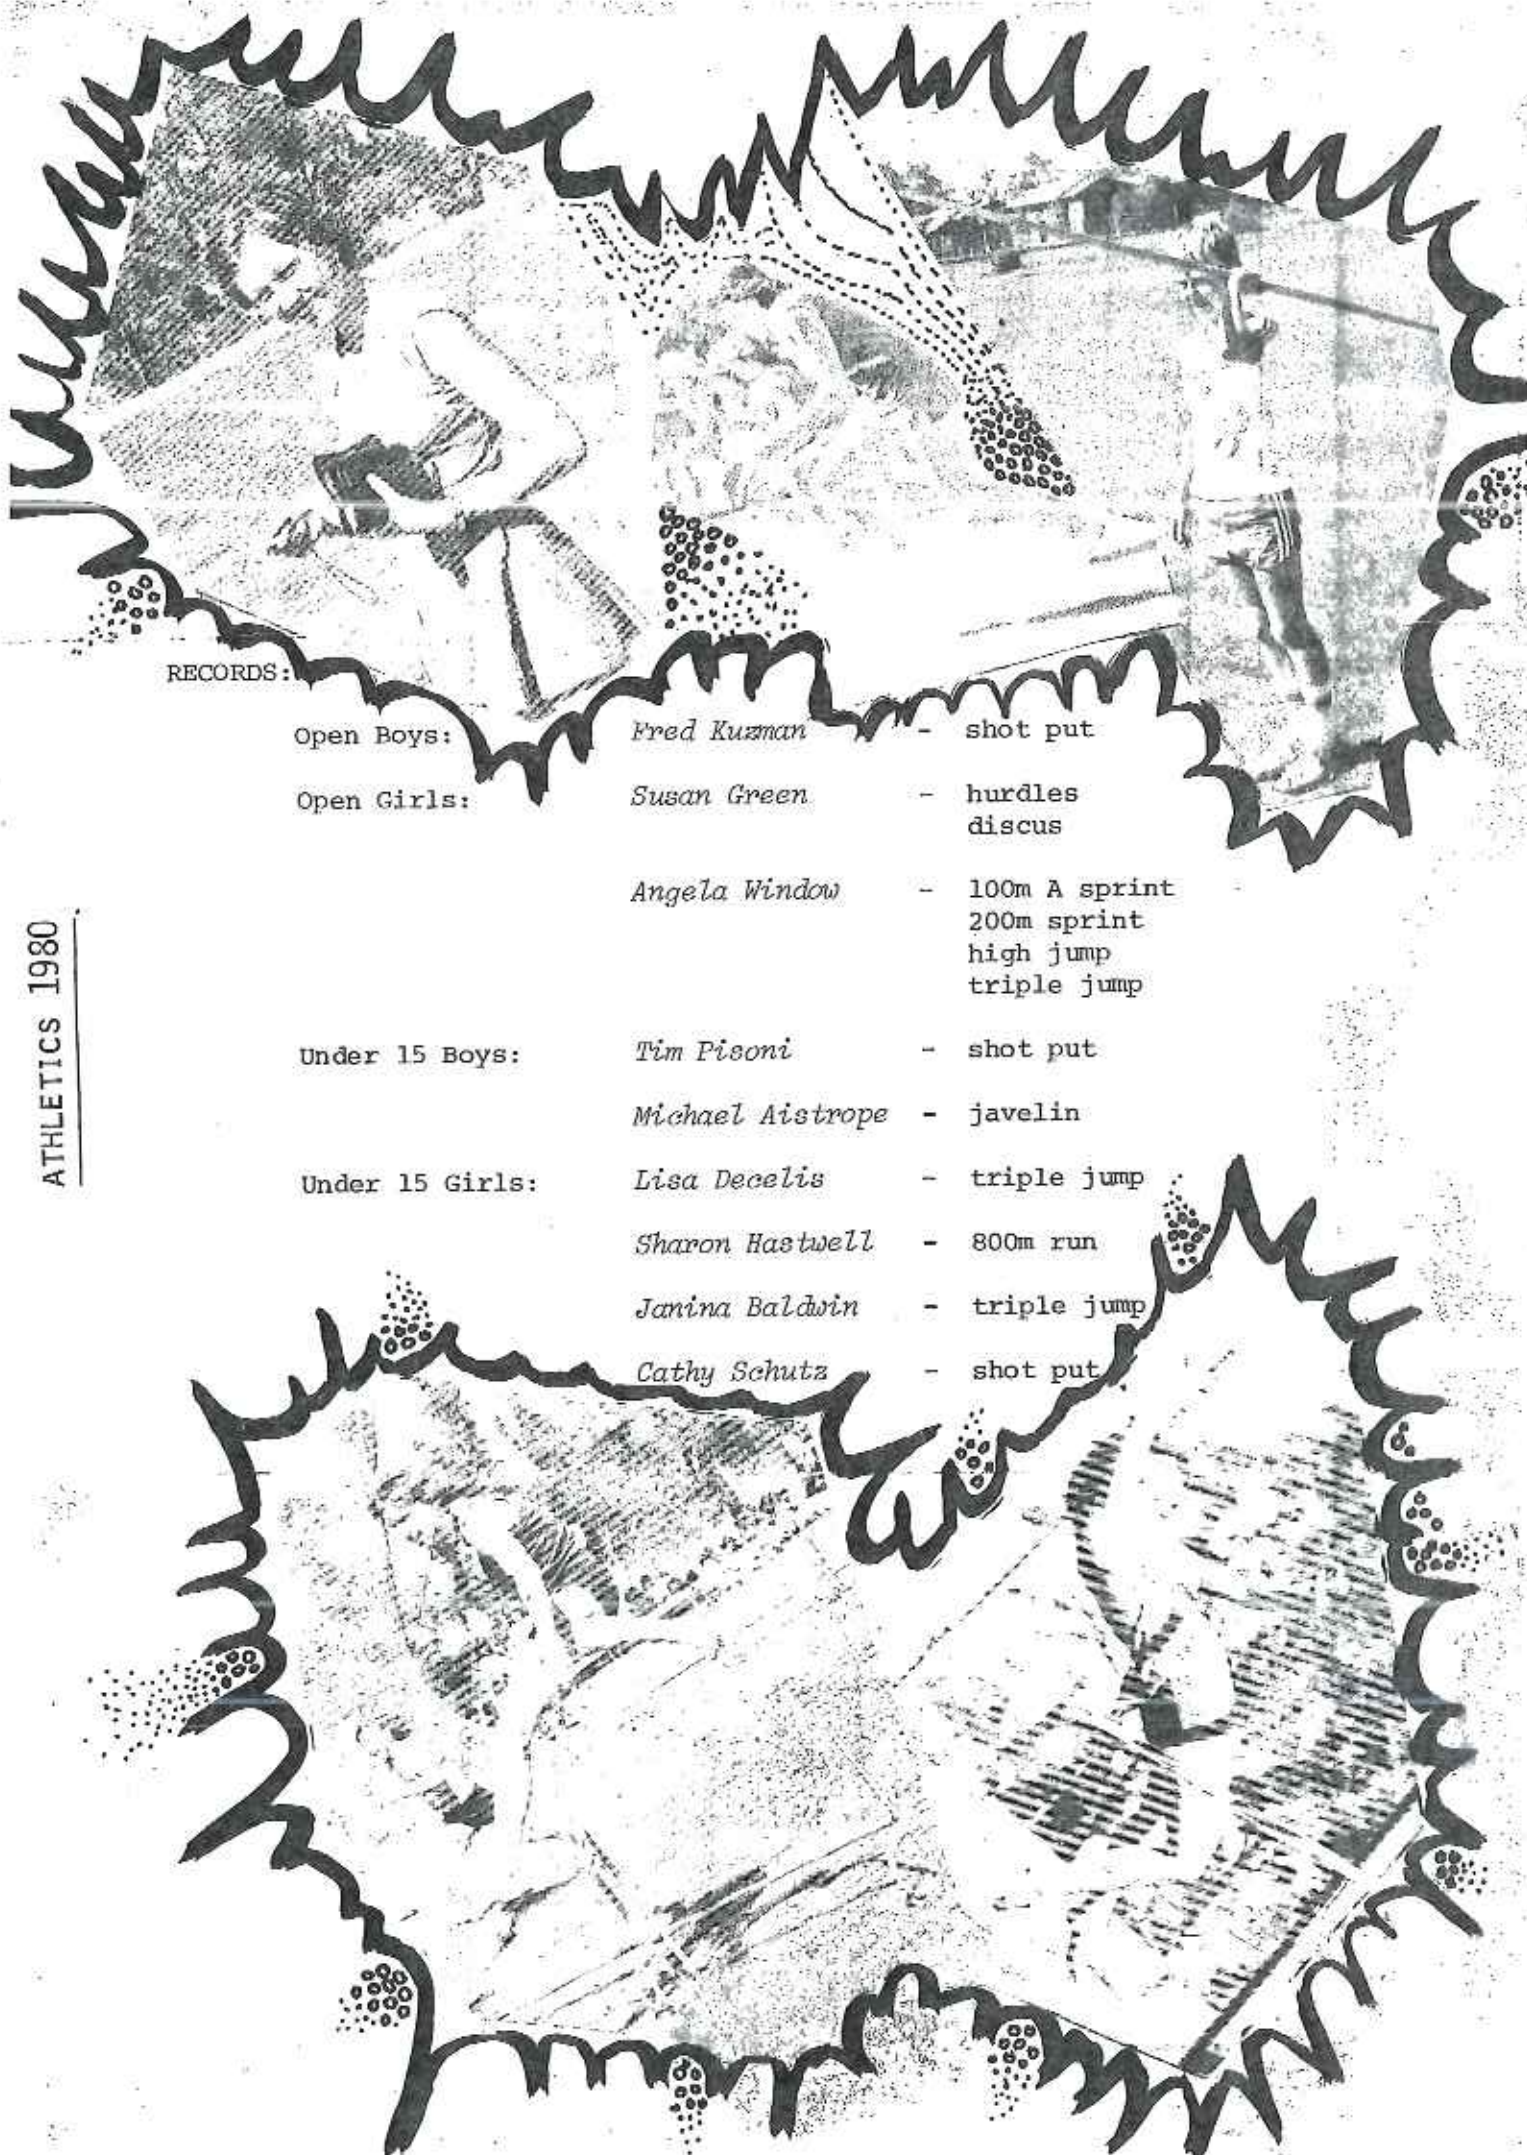 RECORDS:
Open Boys: Fred Kuzman - shot put
Open Girls: Susan Green - hurdles
discus
Angela Window - 100m A sprint
200m sprint
high jump
triple jump
Under 15 Boys: Tim Pisoni - shot put
Michael Aistrope - javelin
Under 15 Girls: Lisa Decelis - triple jump
Sharon Hastwell - 800m run
Janina Baldwin - triple jump
Cathy Schutz - shot put
ATHLETICS 1980